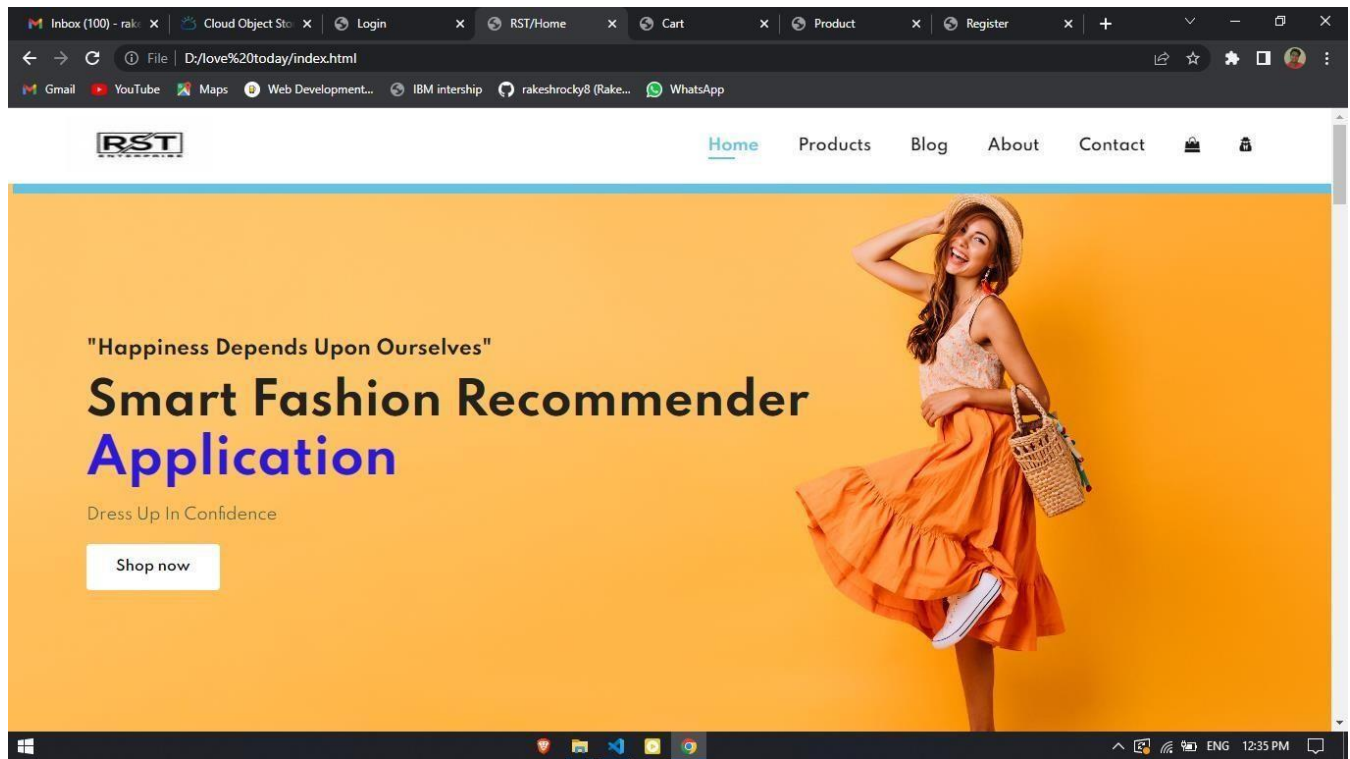 Inbox (100) - rak
Cloud Object Sto
Login
RST/Home
Cart
Product
Register
File
D:/love%20today/index.html
Gmail
YouTube
Maps
Web Development...
IBM intership
rakeshrocky8 (Rake...
WhatsApp
RST
ENTERPRISE
Home
Products
Blog
About
Contact
"Happiness Depends Upon Ourselves"
Smart Fashion Recommender
Application
Dress Up In Confidence
Shop now
ENG
12:35 PM